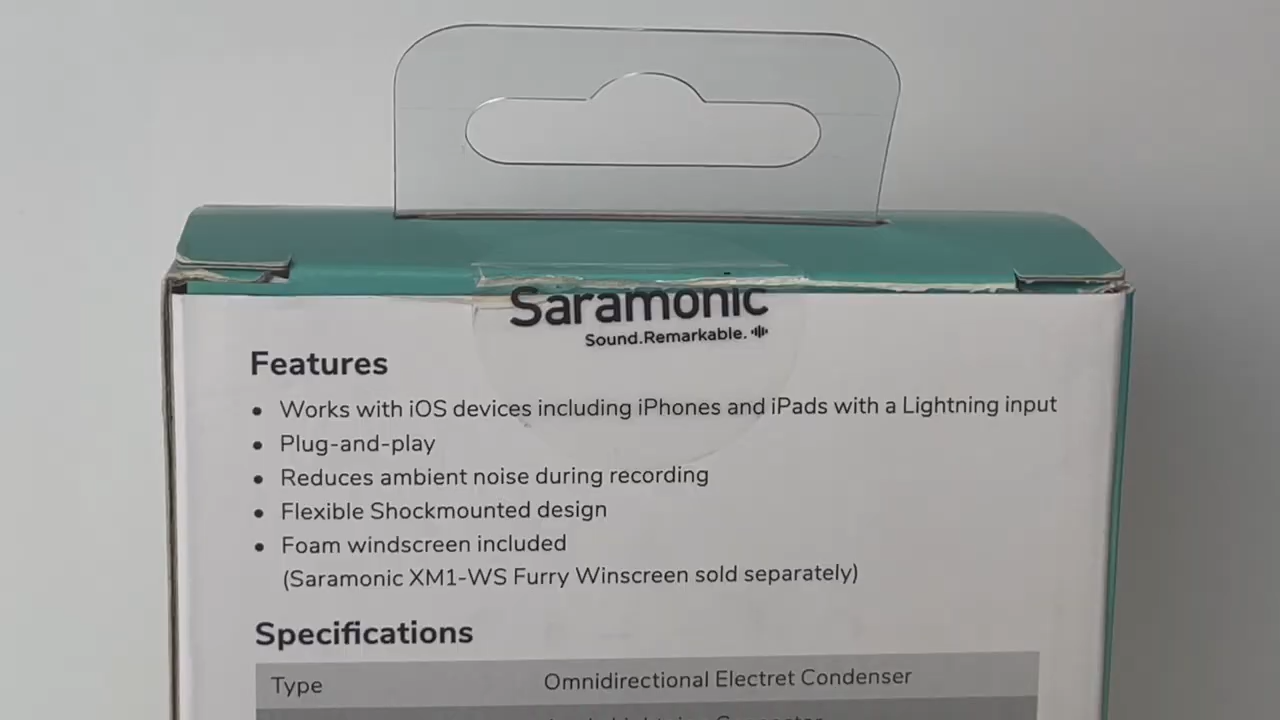 Saramonic
Sound.Remarkable.
Features
• Works with iOS devices including iPhones and iPads with a Lightning input
• Plug-and-play
• Reduces ambient noise during recording
• Flexible Shockmounted design
• Foam windscreen included
(Saramonic XM1-WS Furry Winscreen sold separately)
Specifications
Type Omnidirectional Electret Condenser